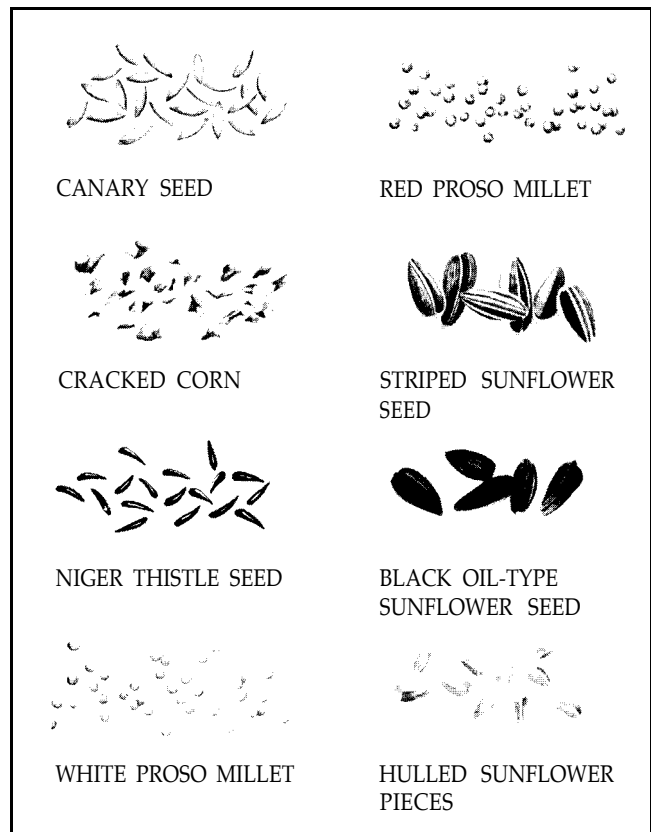 CANARY SEED
RED PROSO MILLET
CRACKED CORN
STRIPED SUNFLOWER
SEED
NIGER THISTLE SEED
BLACK OIL-TYPE
SUNFLOWER SEED
WHITE PROSO MILLET
HULLED SUNFLOWER
PIECES